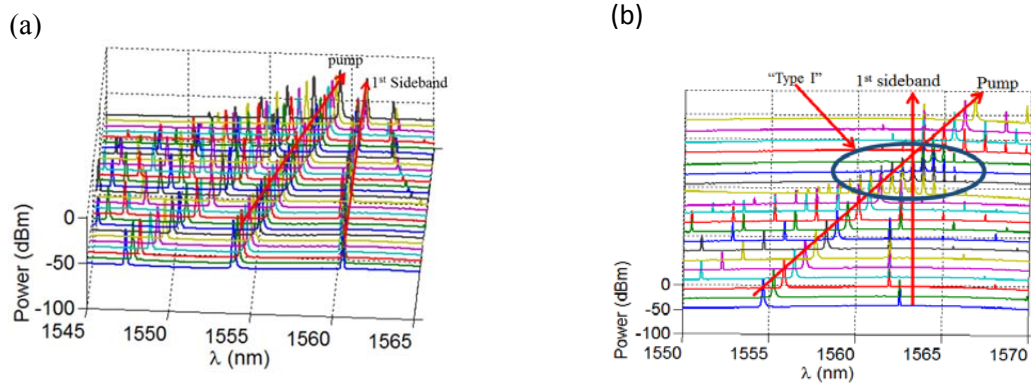 (a)
pump
1st Sideband
Power (dBm)
0
-50
-100
1545
1550
1555
1560
1565
λ (nm)
(b)
"Type I"
1st sideband
Pump
Power (dBm)
0
-50
-100
1550
1555
1560
1565
1570
λ (nm)